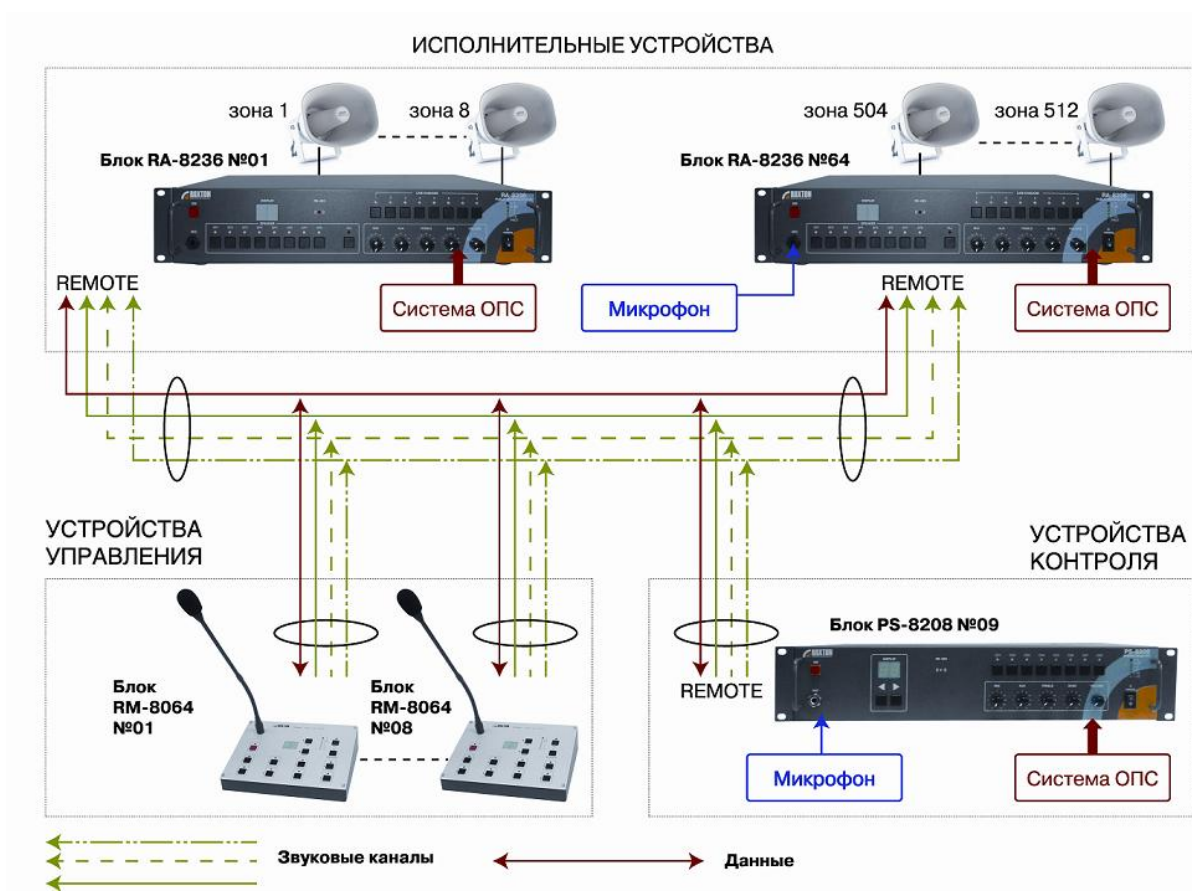 ИСПОЛНИТЕЛЬНЫЕ УСТРОЙСТВА
зона 1
зона 8
зона 504
зона 512
Блок RA-8236 №01
Блок RA-8236 №64
REMOTE
REMOTE
Система ОПС
Микрофон
Система ОПС
УСТРОЙСТВА
УПРАВЛЕНИЯ
УСТРОЙСТВА
КОНТРОЛЯ
Блок
RM-8064
№01
Блок
RM-8064
№08
REMOTE
Блок PS-8208 №09
Микрофон
Система ОПС
Звуковые каналы
Данные